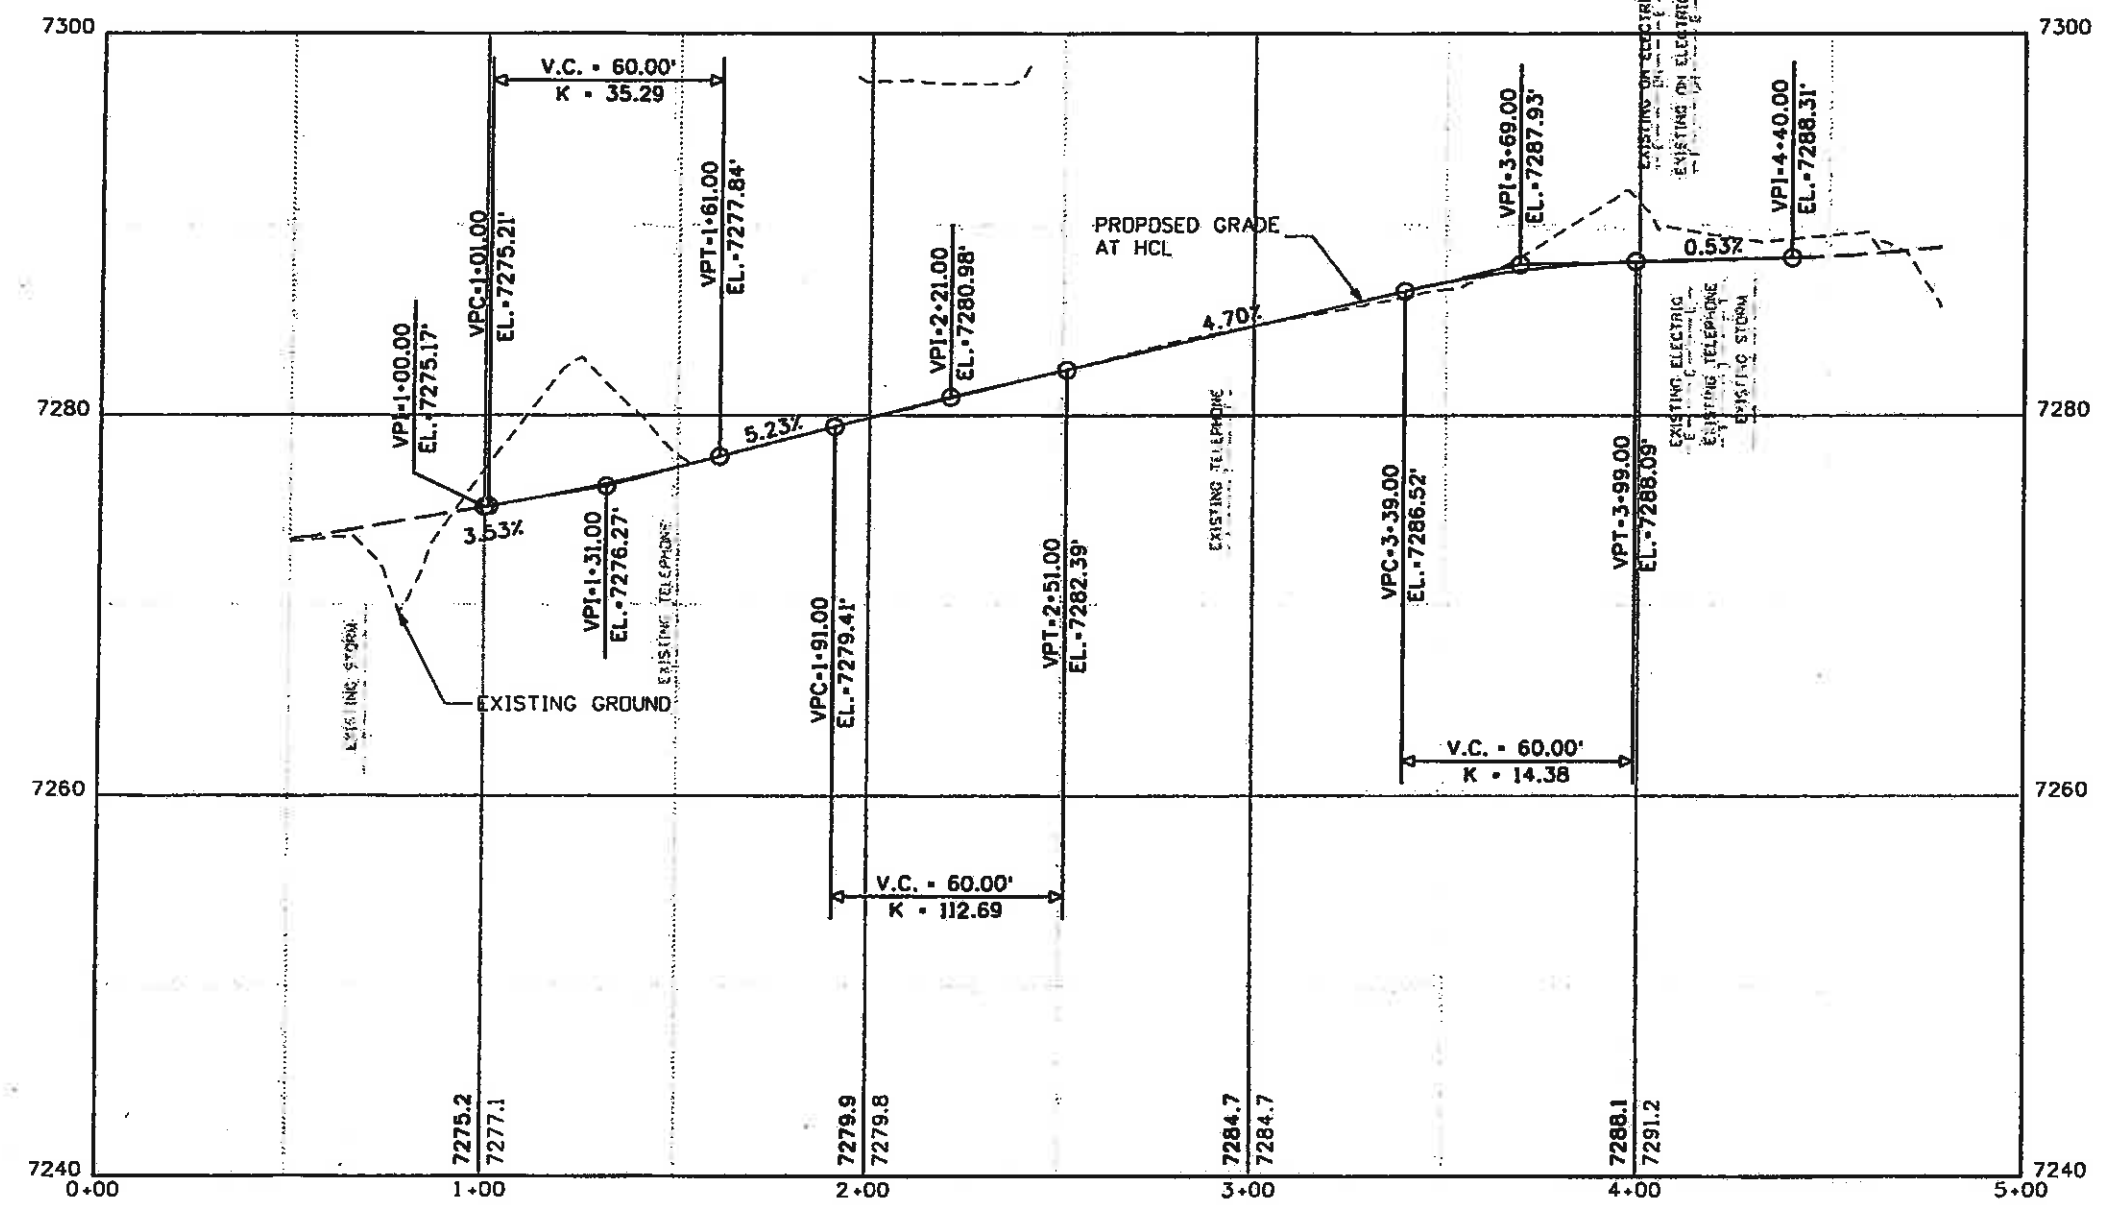 7300
7300
V.C. = 60.00'
K = 35.29
VPI=1+00.00
EL.=7275.17'
VPC=1+01.00
EL.=7275.21'
VPT=1+61.00
EL.=7277.84'
VPI=2+21.00
EL.=7280.98'
PROPOSED GRADE
AT HCL
VPI=3+69.00
EL.=7287.93'
EXISTING OH ELECTRIC
EXISTING OH ELECTRIC
VPI=4+40.00
EL.=7288.31'
0.53%
4.70%
5.23%
3.53%
7280
7280
VPI=1+31.00
EL.=7276.27'
EXISTING TELEPHONE
EXISTING STORM
EXISTING GROUND
VPC=1+91.00
EL.=7279.41'
VPT=2+51.00
EL.=7282.39'
EXISTING TELEPHONE
VPC=3+39.00
EL.=7286.52'
VPT=3+99.00
EL.=7288.09'
EXISTING ELECTRIC
EXISTING TELEPHONE
EXISTING STORM
V.C. = 60.00'
K = 14.38
7260
7260
V.C. = 60.00'
K = 112.69
7275.2
7277.1
7279.9
7279.8
7284.7
7284.7
7288.1
7291.2
7240
7240
0+00
1+00
2+00
3+00
4+00
5+00